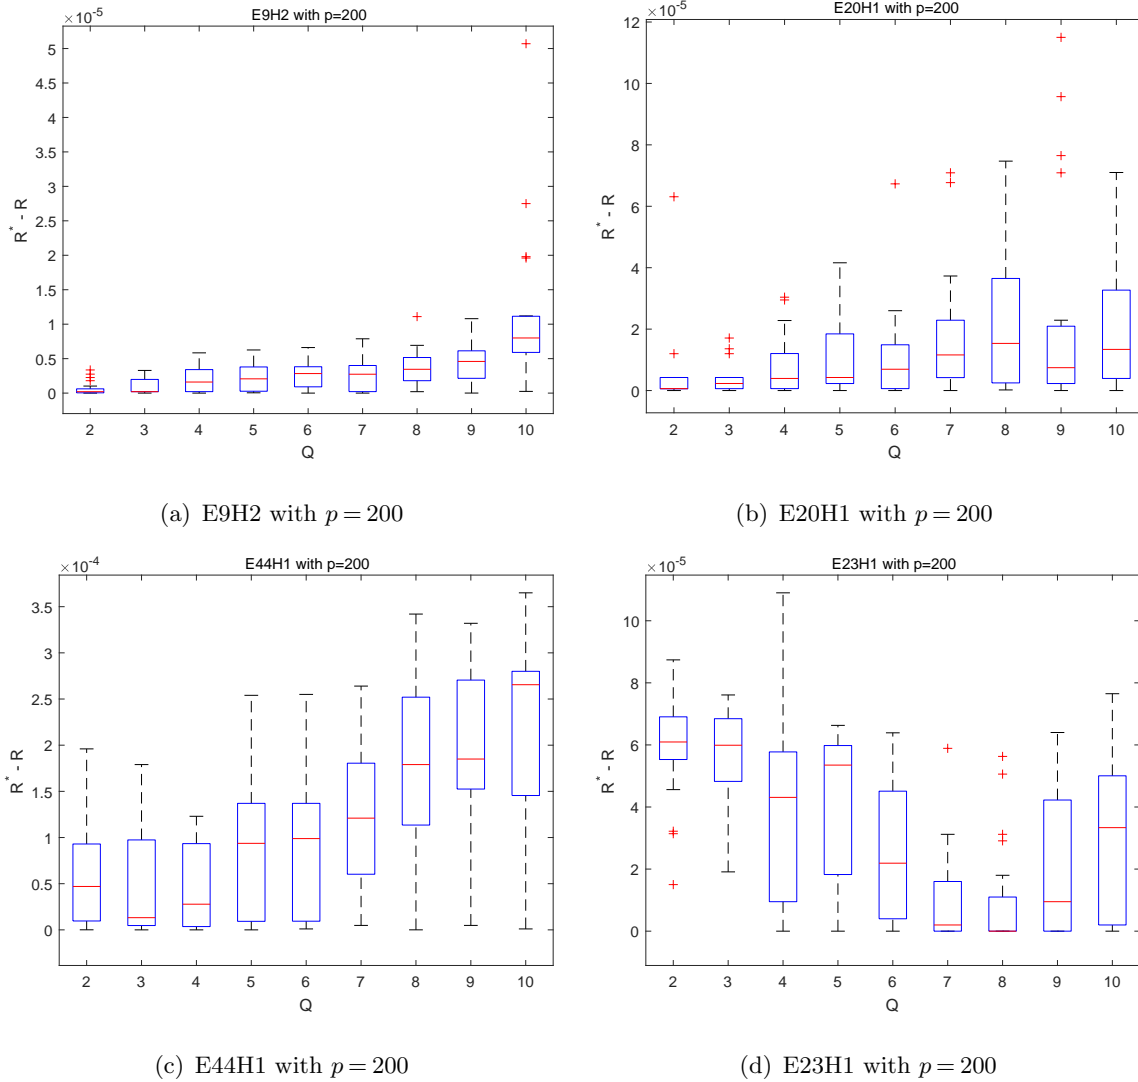 E9H2 with p=200
×10^-5
5
4.5
4
3.5
3
2.5
2
1.5
1
0.5
0
R* - R
2 3 4 5 6 7 8 9 10
Q
(a) E9H2 with p = 200
E20H1 with p=200
×10^-5
12
10
8
6
4
2
0
R* - R
2 3 4 5 6 7 8 9 10
Q
(b) E20H1 with p = 200
E44H1 with p=200
×10^-4
3.5
3
2.5
2
1.5
1
0.5
0
R* - R
2 3 4 5 6 7 8 9 10
Q
(c) E44H1 with p = 200
E23H1 with p=200
×10^-5
10
8
6
4
2
0
R* - R
2 3 4 5 6 7 8 9 10
Q
(d) E23H1 with p = 200